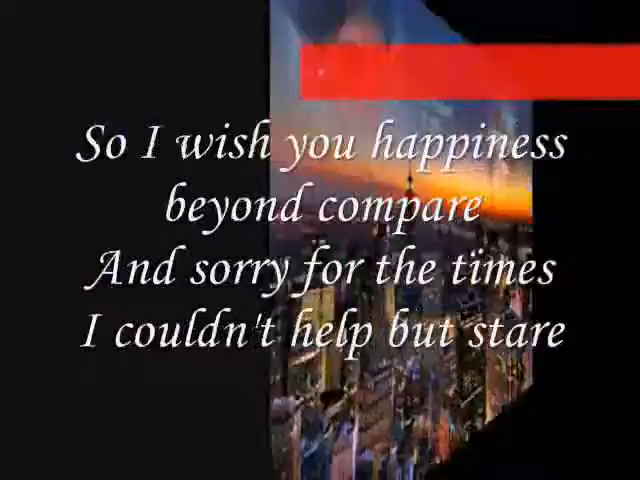 So I wish you happiness
beyond compare
And sorry for the times
I couldn't help but stare